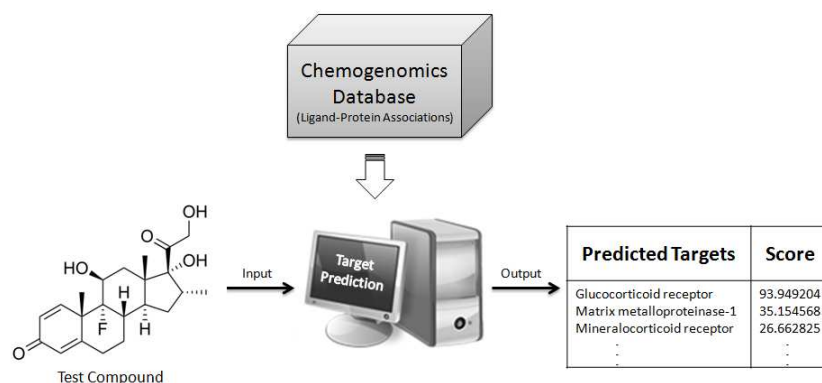 Chemogenomics
Database
(Ligand-Protein Associations)
OH
O
HO
OH
H
F
H
O
Test Compound
Input
Target
Prediction
Output
Predicted Targets Score
Glucocorticoid receptor 93.949204
Matrix metalloproteinase-1 35.154568
Mineralocorticoid receptor 26.662825
: :
: :